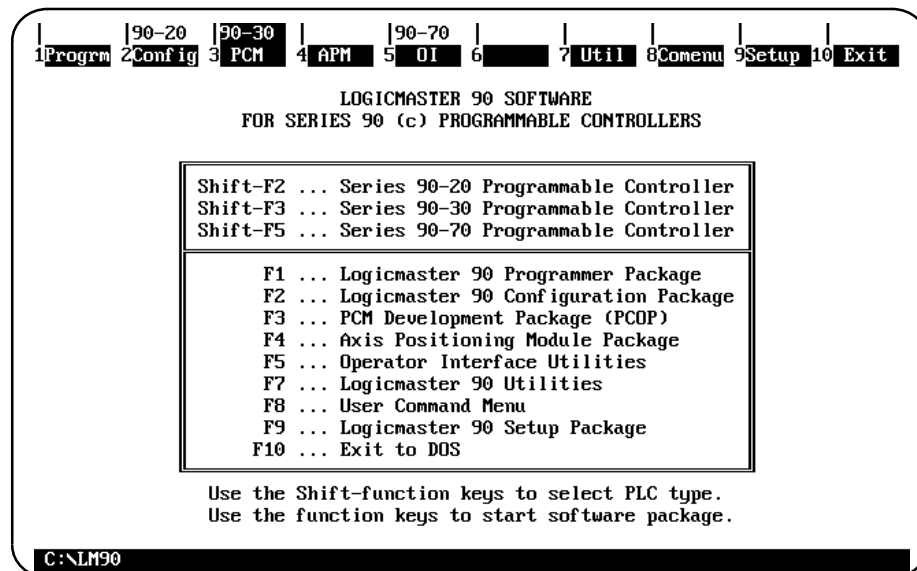 |        |90-20  |90-30  |        |90-70  |        |        |        |        |
1Progrm 2Config 3 PCM 4 APM 5 OI 6 7 Util 8Comenu 9Setup 10 Exit
LOGICMASTER 90 SOFTWARE
FOR SERIES 90 (c) PROGRAMMABLE CONTROLLERS
Shift-F2 ... Series 90-20 Programmable Controller
Shift-F3 ... Series 90-30 Programmable Controller
Shift-F5 ... Series 90-70 Programmable Controller
F1 ... Logicmaster 90 Programmer Package
F2 ... Logicmaster 90 Configuration Package
F3 ... PCM Development Package (PCOP)
F4 ... Axis Positioning Module Package
F5 ... Operator Interface Utilities
F7 ... Logicmaster 90 Utilities
F8 ... User Command Menu
F9 ... Logicmaster 90 Setup Package
F10 ... Exit to DOS
Use the Shift-function keys to select PLC type.
Use the function keys to start software package.
C:\LM90